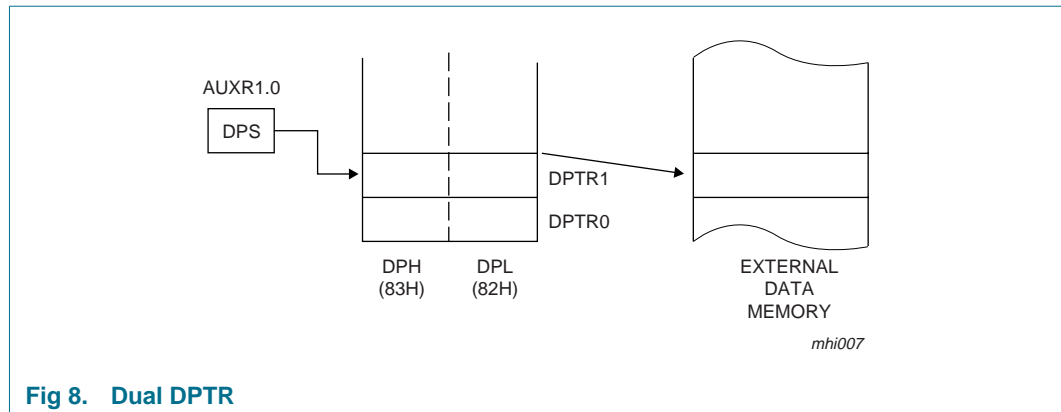 AUXR1.0
DPS
DPTR1
DPTR0
DPH
(83H)
DPL
(82H)
EXTERNAL
DATA
MEMORY
mhi007
Fig 8. Dual DPTR